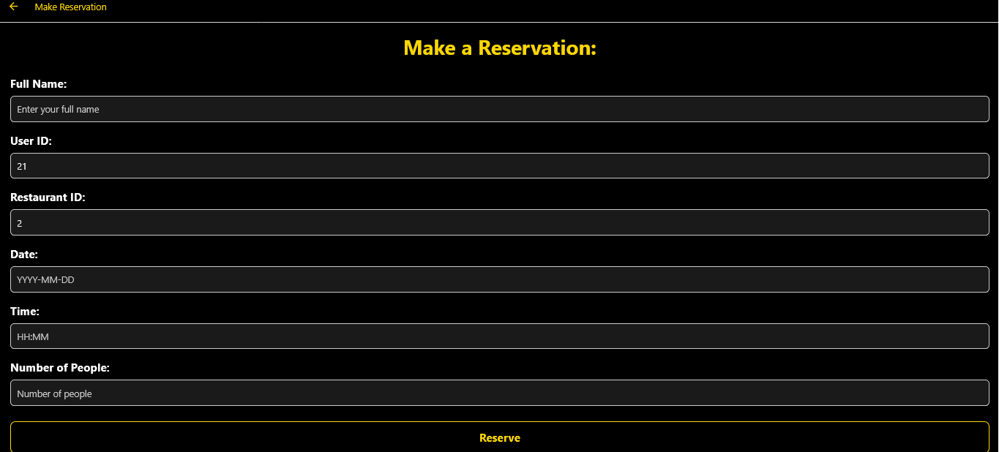 Make Reservation
Make a Reservation:
Full Name:
Enter your full name
User ID:
21
Restaurant ID:
2
Date:
YYYY-MM-DD
Time:
HH:MM
Number of People:
Number of people
Reserve